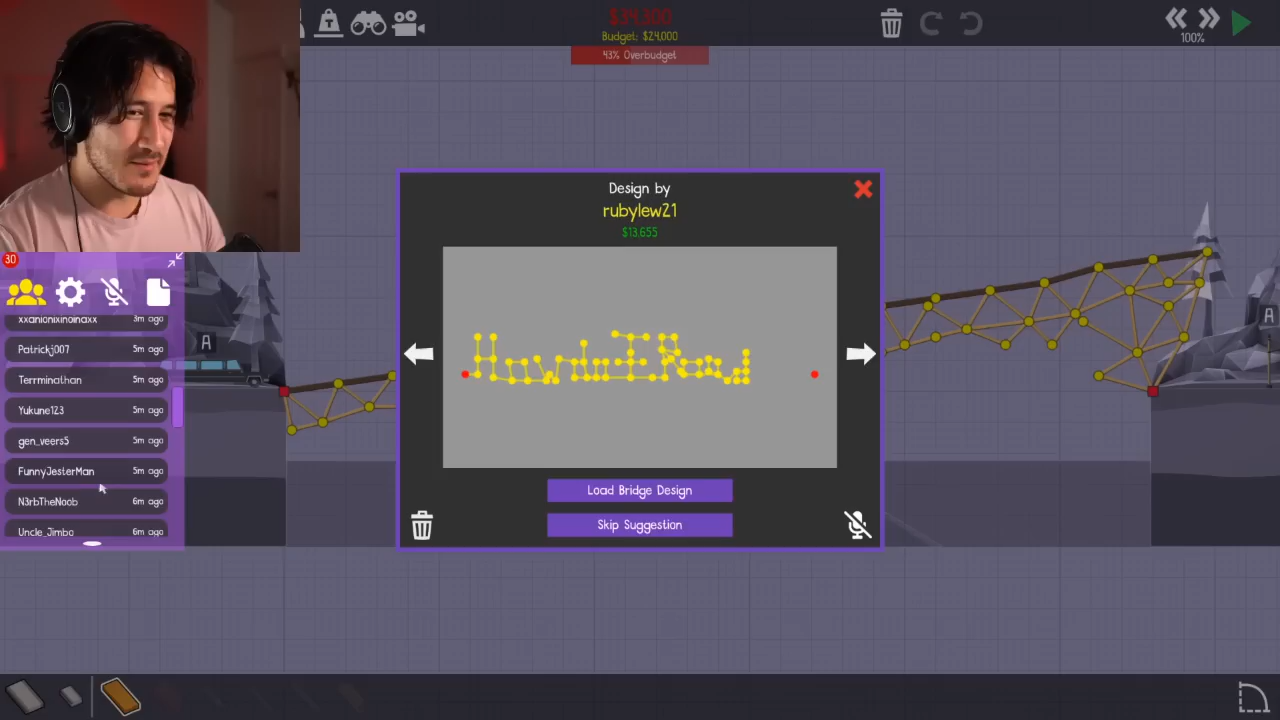 $34,300
Budget: $24,000
43% Overbudget
100%
Design by
rubylew21
$13,655
Load Bridge Design
Skip Suggestion
30
3m ago
Patrickj007 5m ago
Terrminathan 5m ago
Yukune123 5m ago
gen_veers5 5m ago
FunnyJesterMan 5m ago
N3rbTheNoob 6m ago
Uncle_Jimbo 6m ago
A
A